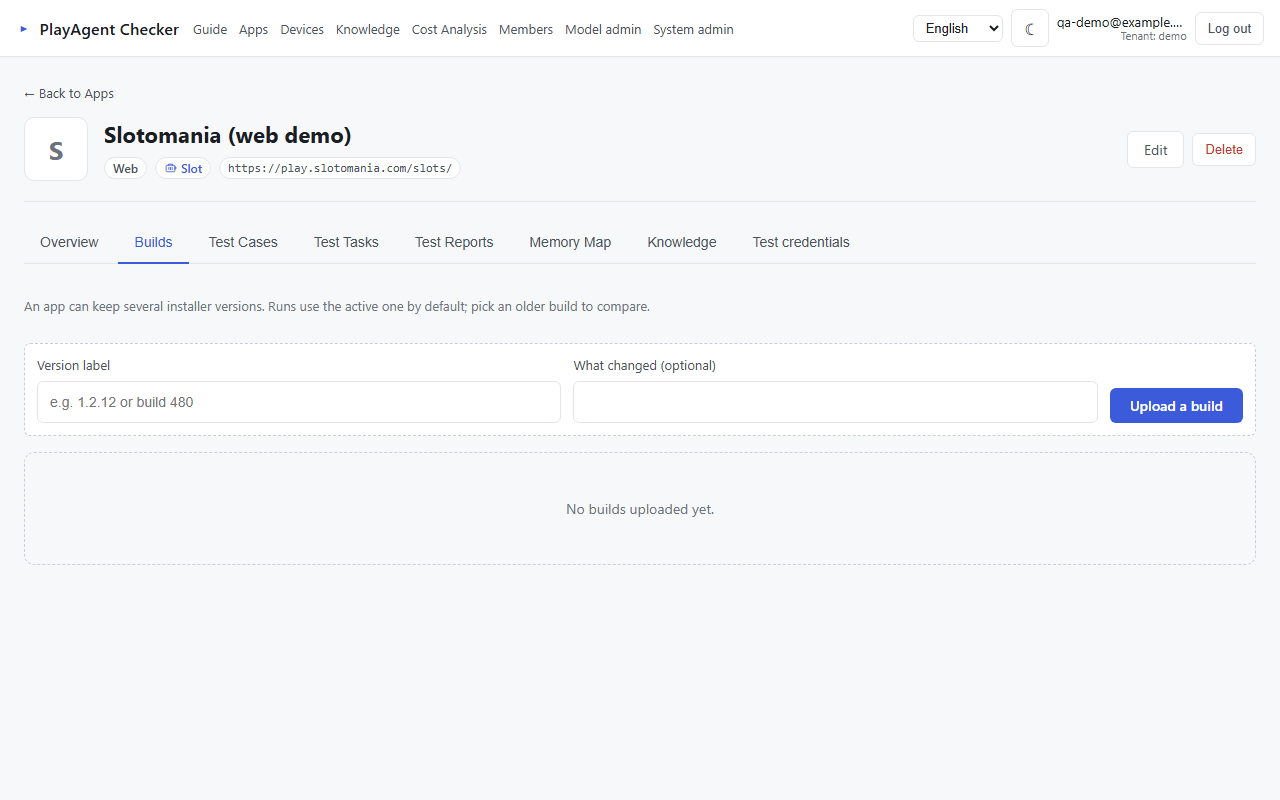 PlayAgent Checker Guide Apps Devices Knowledge Cost Analysis Members Model admin System admin English qa-demo@example.... Log out
Tenant: demo
← Back to Apps
S
Slotomania (web demo)
Web Slot https://play.slotomania.com/slots/
Edit Delete
Overview Builds Test Cases Test Tasks Test Reports Memory Map Knowledge Test credentials
An app can keep several installer versions. Runs use the active one by default; pick an older build to compare.
Version label What changed (optional)
e.g. 1.2.12 or build 480 Upload a build
No builds uploaded yet.